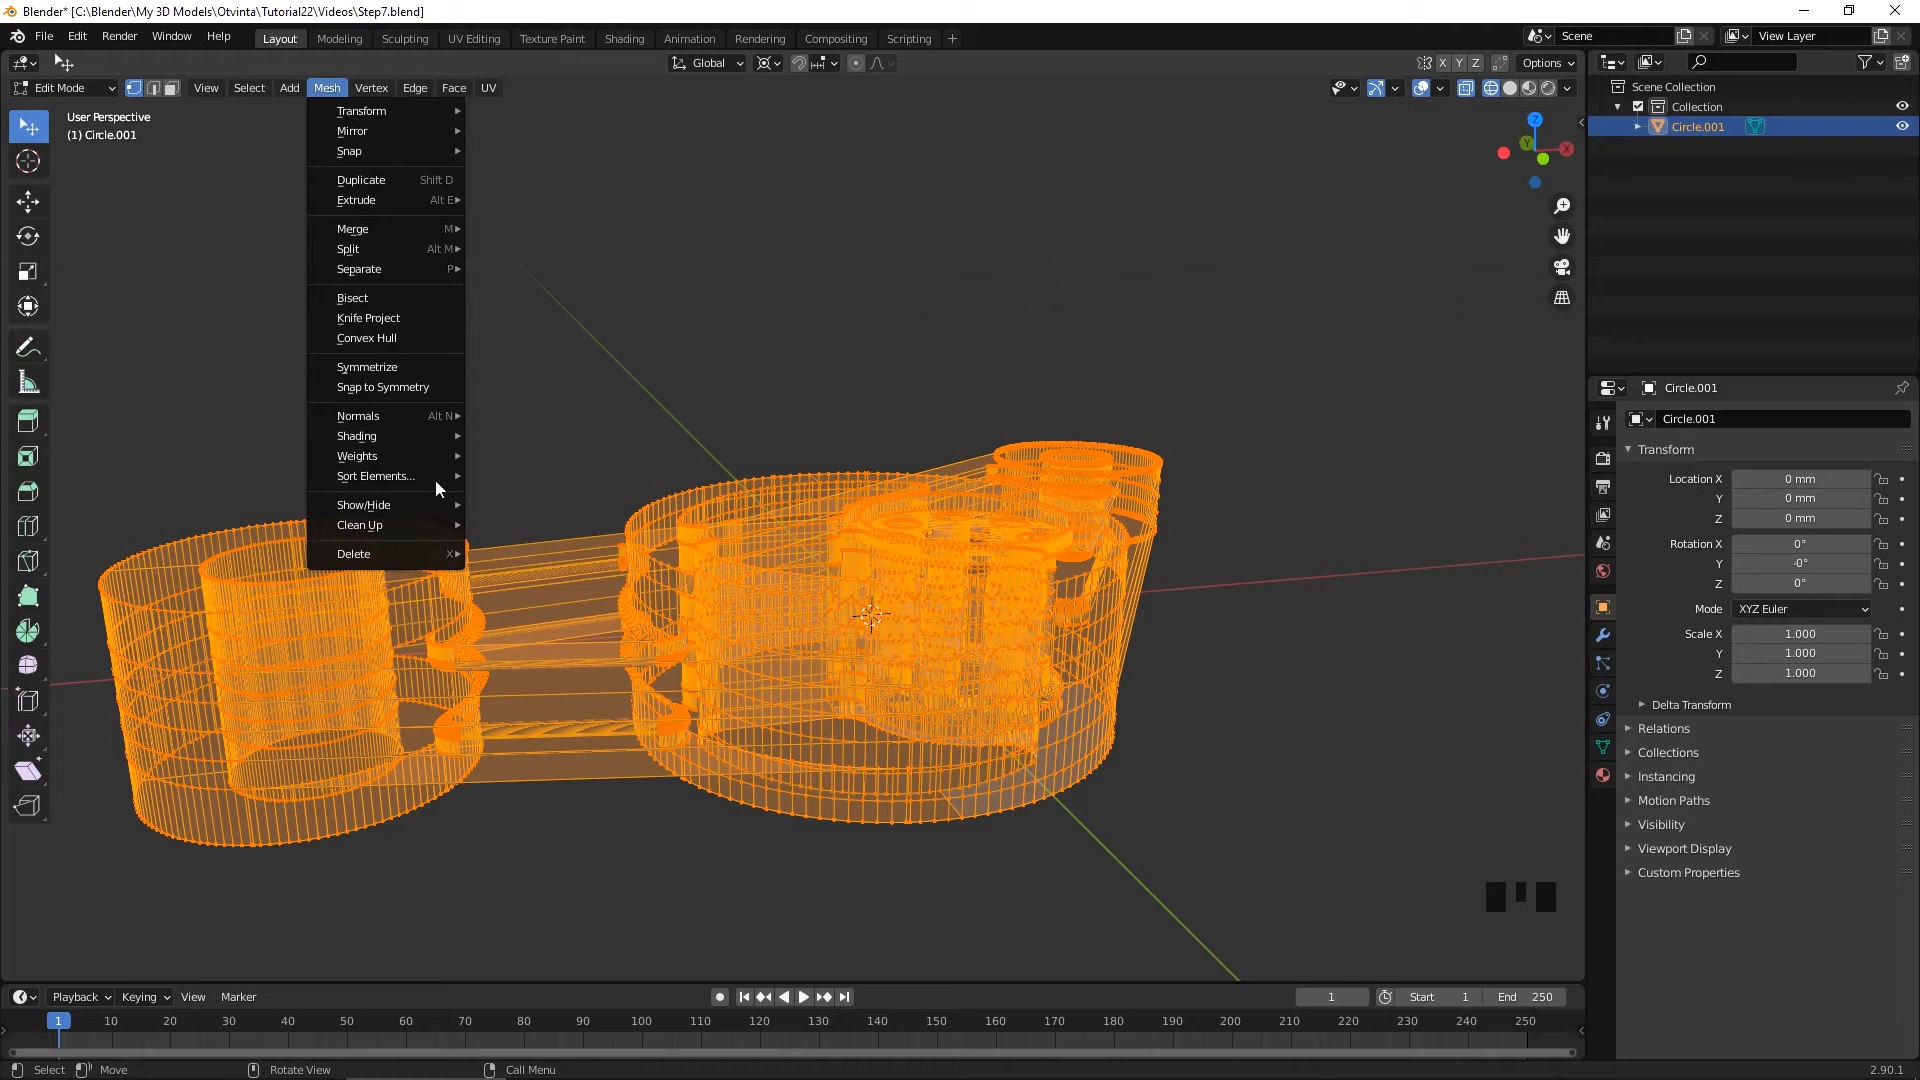 Blender* [C:\Blender\My 3D Models\Otvinta\Tutorial22\Videos\Step7.blend]
File Edit Render Window Help Layout Modeling Sculpting UV Editing Texture Paint Shading Animation Rendering Compositing Scripting + Scene View Layer
Global X Y Z Options
Edit Mode View Select Add Mesh Vertex Edge Face UV
User Perspective
(1) Circle.001
Transform
Mirror
Snap
Duplicate Shift D
Extrude Alt E
Merge M
Split Alt M
Separate P
Bisect
Knife Project
Convex Hull
Symmetrize
Snap to Symmetry
Normals Alt N
Shading
Weights
Sort Elements...
Show/Hide
Clean Up
Delete X
Z
Y
X
Scene Collection
Collection
Circle.001
Circle.001
Circle.001
Transform
Location X 0 mm
Y 0 mm
Z 0 mm
Rotation X 0°
Y -0°
Z 0°
Mode XYZ Euler
Scale X 1.000
Y 1.000
Z 1.000
Delta Transform
Relations
Collections
Instancing
Motion Paths
Visibility
Viewport Display
Custom Properties
Playback Keying View Marker 1 Start 1 End 250
1 10 20 30 40 50 60 70 80 90 100 110 120 130 140 150 160 170 180 190 200 210 220 230 240 250
Select Move Rotate View Call Menu 2.90.1